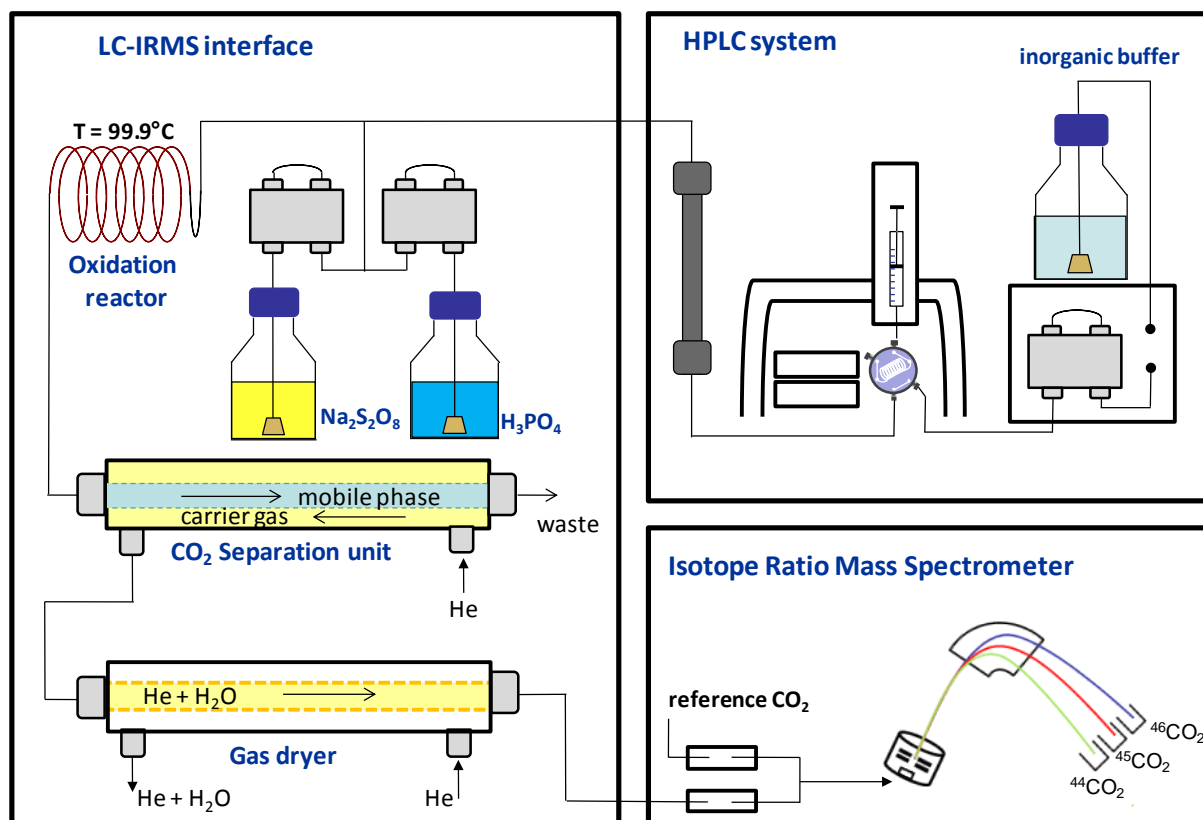 LC-IRMS interface
T = 99.9°C
Oxidation
reactor
Na₂S₂O₈
H₃PO₄
mobile phase
carrier gas
waste
CO₂ Separation unit
He
He + H₂O
Gas dryer
He + H₂O
He
HPLC system
inorganic buffer
Isotope Ratio Mass Spectrometer
reference CO₂
⁴⁶CO₂
⁴⁵CO₂
⁴⁴CO₂